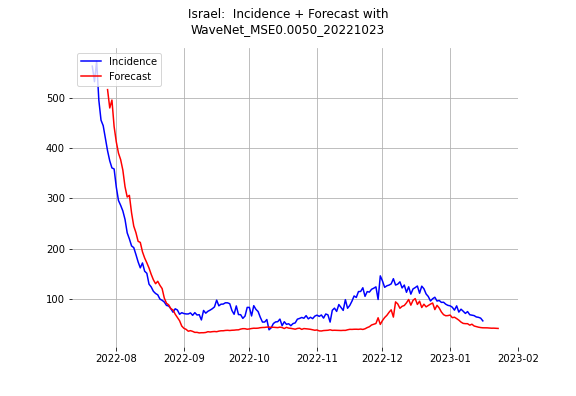 Israel:  Incidence + Forecast with
WaveNet_MSE0.0050_20221023
Incidence
Forecast
500
400
300
200
100
2022-08 2022-09 2022-10 2022-11 2022-12 2023-01 2023-02